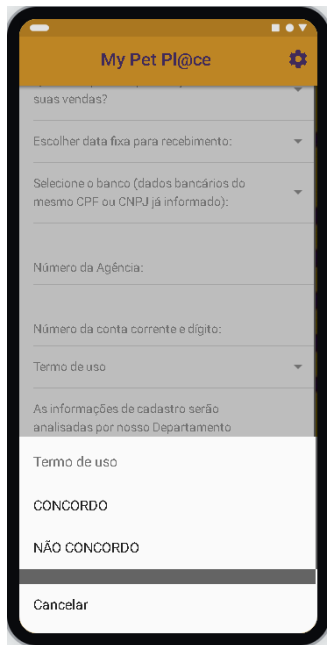 My Pet Pl@ce
suas vendas?
Escolher data fixa para recebimento:
Selecione o banco (dados bancários do
mesmo CPF ou CNPJ já informado):
Número da Agência:
Número da conta corrente e dígito:
Termo de uso
As informações de cadastro serão
analisadas por nosso Departamento
Termo de uso
CONCORDO
NÃO CONCORDO
Cancelar